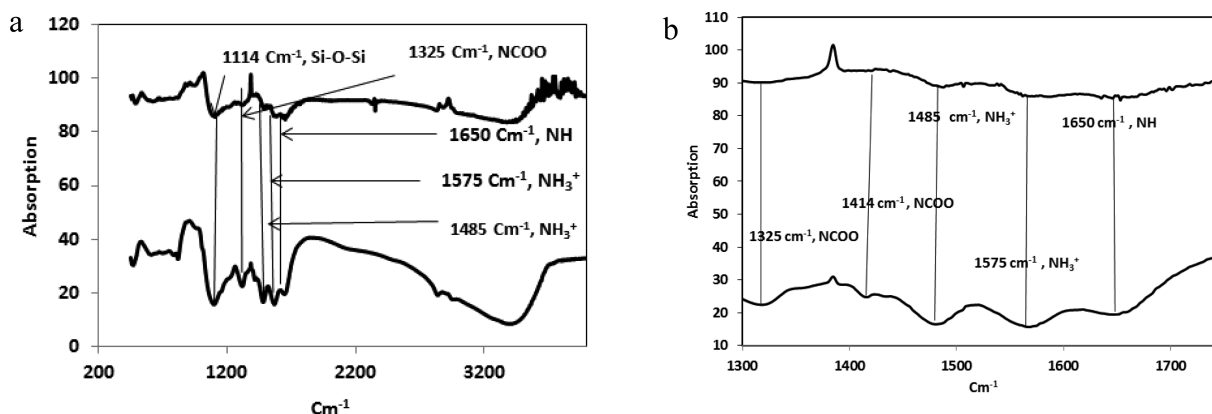 a
120
100
80
60
40
20
0
Absorption
1114 Cm⁻¹, Si-O-Si
1325 Cm⁻¹, NCOO
1650 Cm⁻¹, NH
1575 Cm⁻¹, NH₃⁺
1485 Cm⁻¹, NH₃⁺
200 1200 2200 3200
Cm⁻¹
b
110
100
90
80
70
60
50
40
30
20
10
Absorption
1485 cm⁻¹, NH₃⁺
1650 cm⁻¹ , NH
1414 cm⁻¹, NCOO
1325 cm⁻¹, NCOO
1575 cm⁻¹ , NH₃⁺
1300 1400 1500 1600 1700
Cm⁻¹